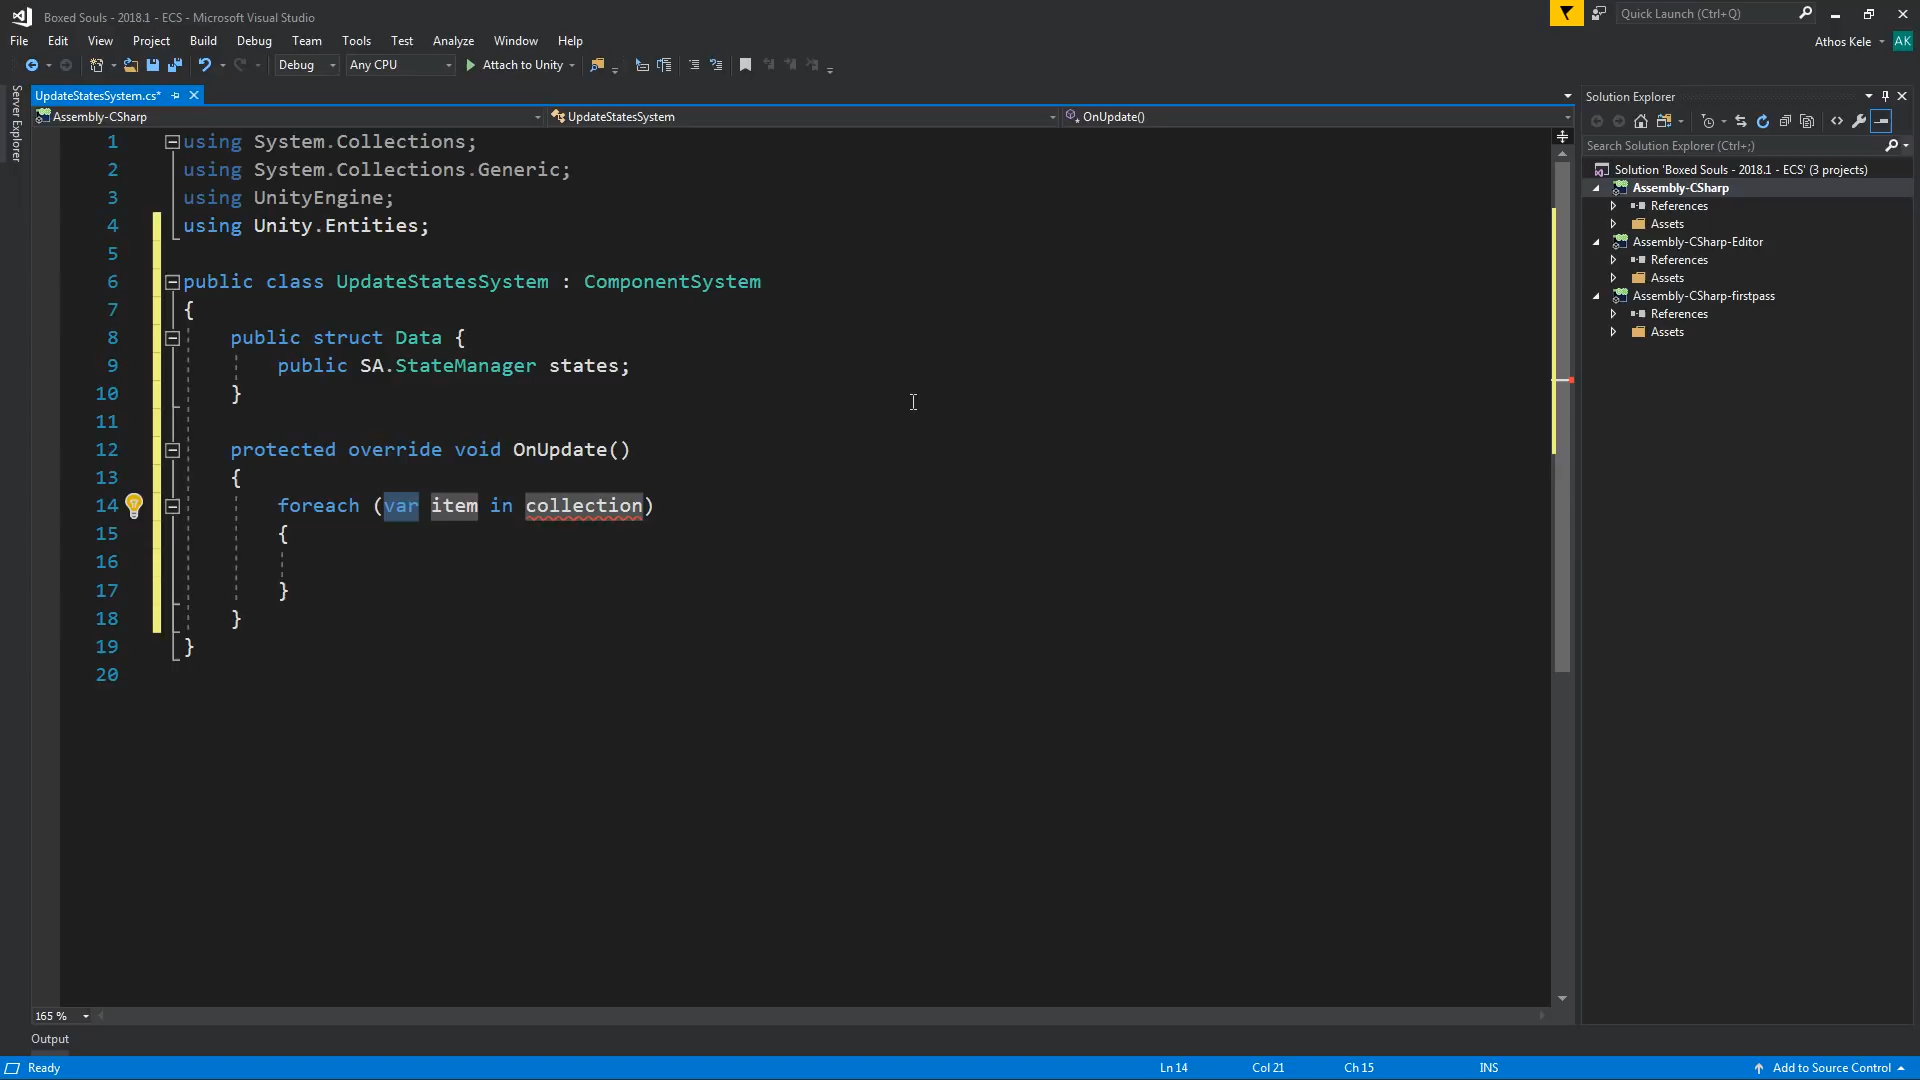 Boxed Souls - 2018.1 - ECS - Microsoft Visual Studio
Quick Launch (Ctrl+Q)
File Edit View Project Build Debug Team Tools Test Analyze Window Help
Athos Kele AK
Debug Any CPU Attach to Unity
Server Explorer
UpdateStatesSystem.cs*
Assembly-CSharp UpdateStatesSystem OnUpdate()
1 using System.Collections;
2 using System.Collections.Generic;
3 using UnityEngine;
4 using Unity.Entities;
5
6 public class UpdateStatesSystem : ComponentSystem
7 {
8 public struct Data {
9 public SA.StateManager states;
10 }
11
12 protected override void OnUpdate()
13 {
14 foreach (var item in collection)
15 {
16
17 }
18 }
19 }
20
Solution Explorer
Search Solution Explorer (Ctrl+;)
Solution 'Boxed Souls - 2018.1 - ECS' (3 projects)
Assembly-CSharp
References
Assets
Assembly-CSharp-Editor
References
Assets
Assembly-CSharp-firstpass
References
Assets
165 %
Output
Ready Ln 14 Col 21 Ch 15 INS Add to Source Control